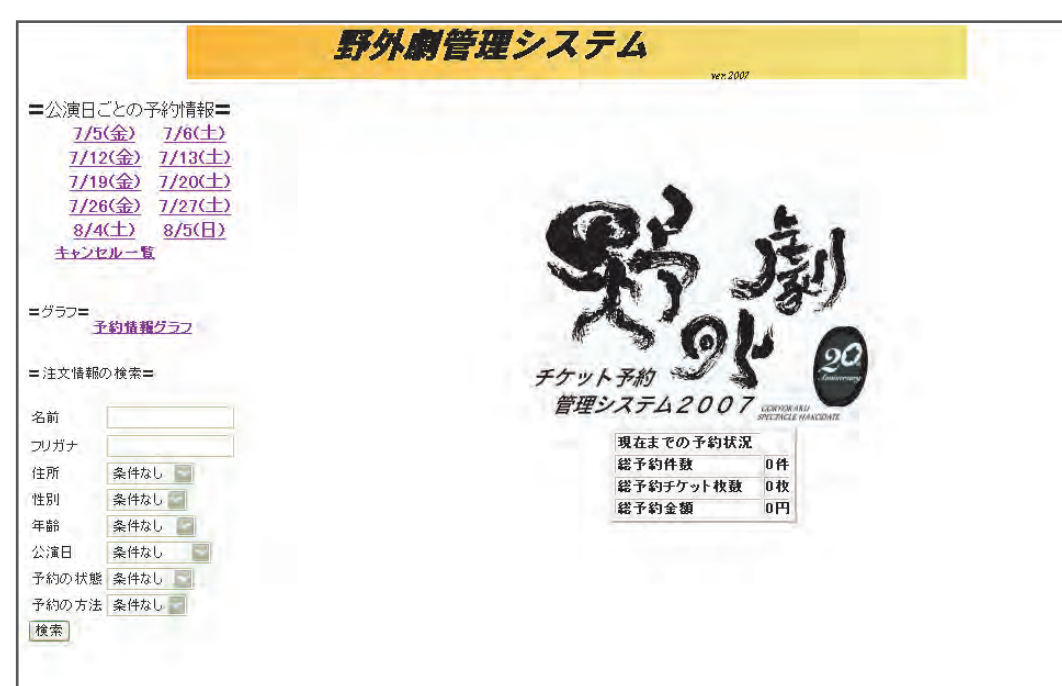 野外劇管理システム
ver.2007
〓公演日ごとの予約情報〓
7/5(金) 7/6(土)
7/12(金) 7/13(土)
7/19(金) 7/20(土)
7/26(金) 7/27(土)
8/4(土) 8/5(日)
キャンセル一覧
〓グラフ〓
予約情報グラフ
〓注文情報の検索〓
名前
フリガナ
住所 条件なし
性別 条件なし
年齢 条件なし
公演日 条件なし
予約の状態 条件なし
予約の方法 条件なし
検索
野外劇
20
Anniversary
チケット予約
管理システム2007
GORYOKAKU
SPECTACLE HAKODATE
現在までの予約状況
総予約件数 0件
総予約チケット枚数 0枚
総予約金額 0円